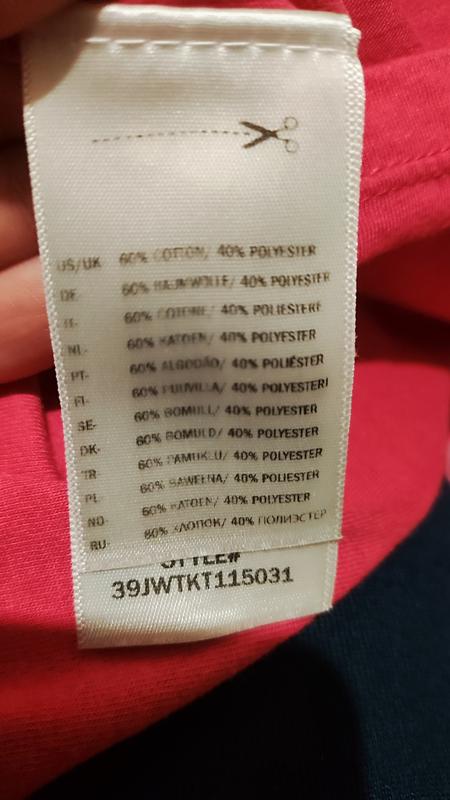 US/UK 60% COTTON/ 40% POLYESTER
DE- 60% BAUMWOLLE/ 40% POLYESTER
60% 40% POLIESTERE
NL- 60% KATOEN/ 40% POLYESTER
PT- 60% ALGODÃO/ 40% POLIÉSTER
FI- 60% PUUVILLA/ 40% POLYESTERI
SE- 60% BOMULL/ 40% POLYESTER
DK- 60% BOMULD/ 40% POLYESTER
TR- 60% PAMUKLU/ 40% POLYESTER
PL- 60% BAWEŁNA/ 40% POLIESTER
NO- 60% KATOEN/ 40% POLYESTER
RU- 60% ХЛОПОК/ 40% ПОЛИЭСТЕР
STYLE#
39JWTKT115031